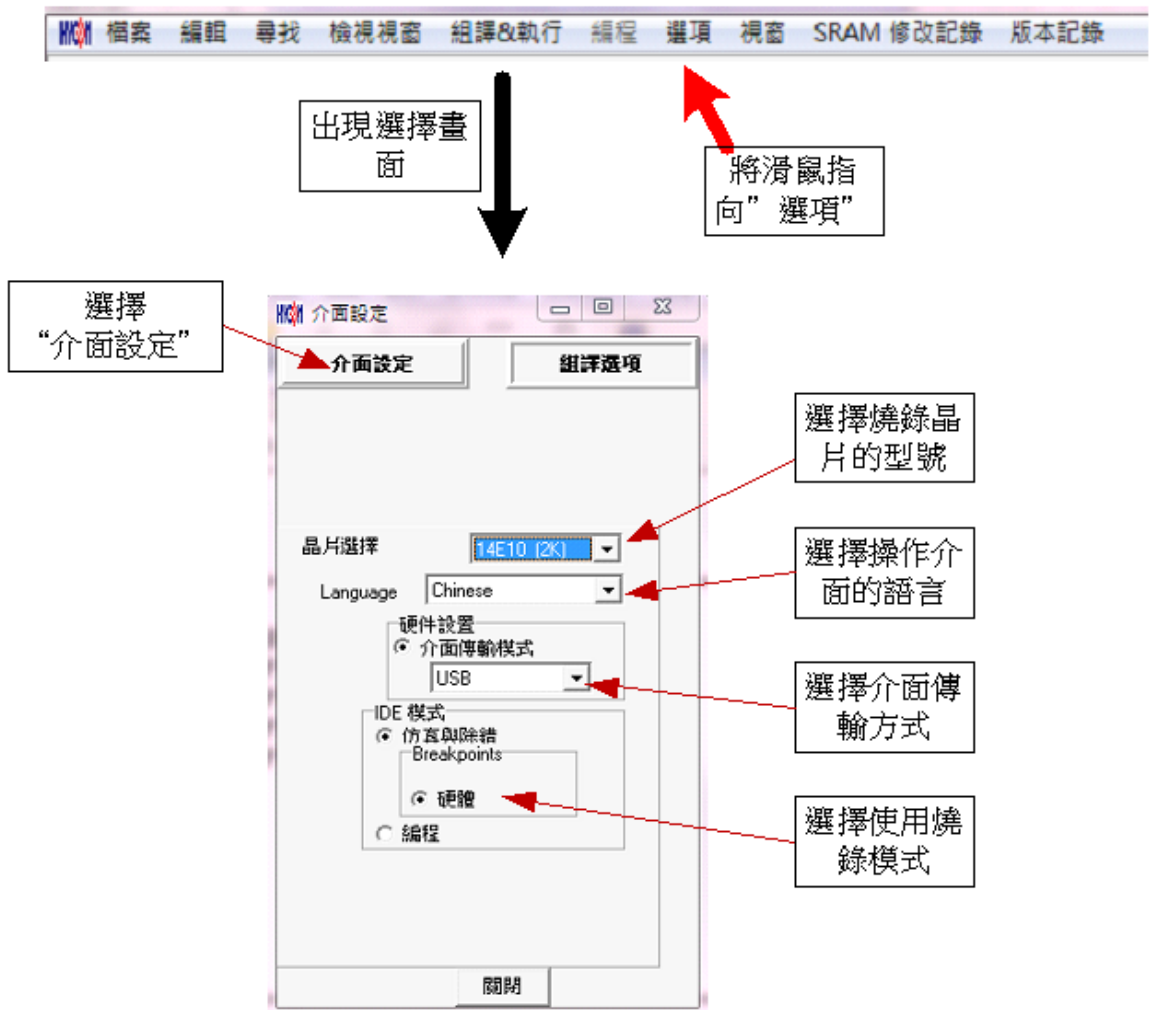 HYCON 檔案 編輯 尋找 檢視視窗 組譯&執行 編程 選項 視窗 SRAM 修改記錄 版本記錄
出現選擇畫
面
將滑鼠指
向”選項”
選擇
“介面設定”
HYCON 介面設定
介面設定 組譯選項
選擇燒錄晶
片的型號
晶片選擇 14E10 (2K)
選擇操作介
面的語言
Language Chinese
硬件設置
介面傳輸模式
USB
選擇介面傳
輸方式
IDE 模式
仿真與除錯
Breakpoints
硬體
編程
選擇使用燒
錄模式
關閉